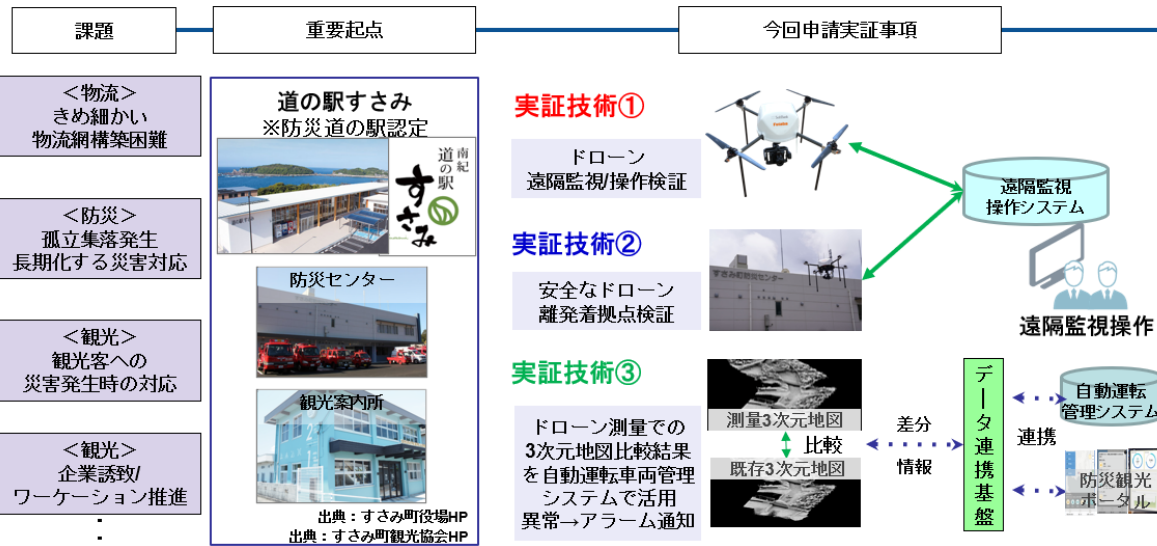 課題
重要起点
今回申請実証事項
＜物流＞
きめ細かい
物流網構築困難
＜防災＞
孤立集落発生
長期化する災害対応
＜観光＞
観光客への
災害発生時の対応
＜観光＞
企業誘致/
ワーケーション推進
・
・
道の駅すさみ
※防災道の駅認定
南紀
道の駅
すさみ
防災センター
観光案内所
出典：すさみ町役場HP
出典：すさみ町観光協会HP
実証技術①
ドローン
遠隔監視/操作検証
実証技術②
安全なドローン
離発着拠点検証
すさみ町防災センター
実証技術③
ドローン測量での
3次元地図比較結果
を自動運転車両管理
システムで活用
異常→アラーム通知
測量3次元地図
比較
既存3次元地図
遠隔監視
操作システム
遠隔監視操作
差分
情報
データ連携基盤
連携
自動運転
管理システム
防災観光
ポータル